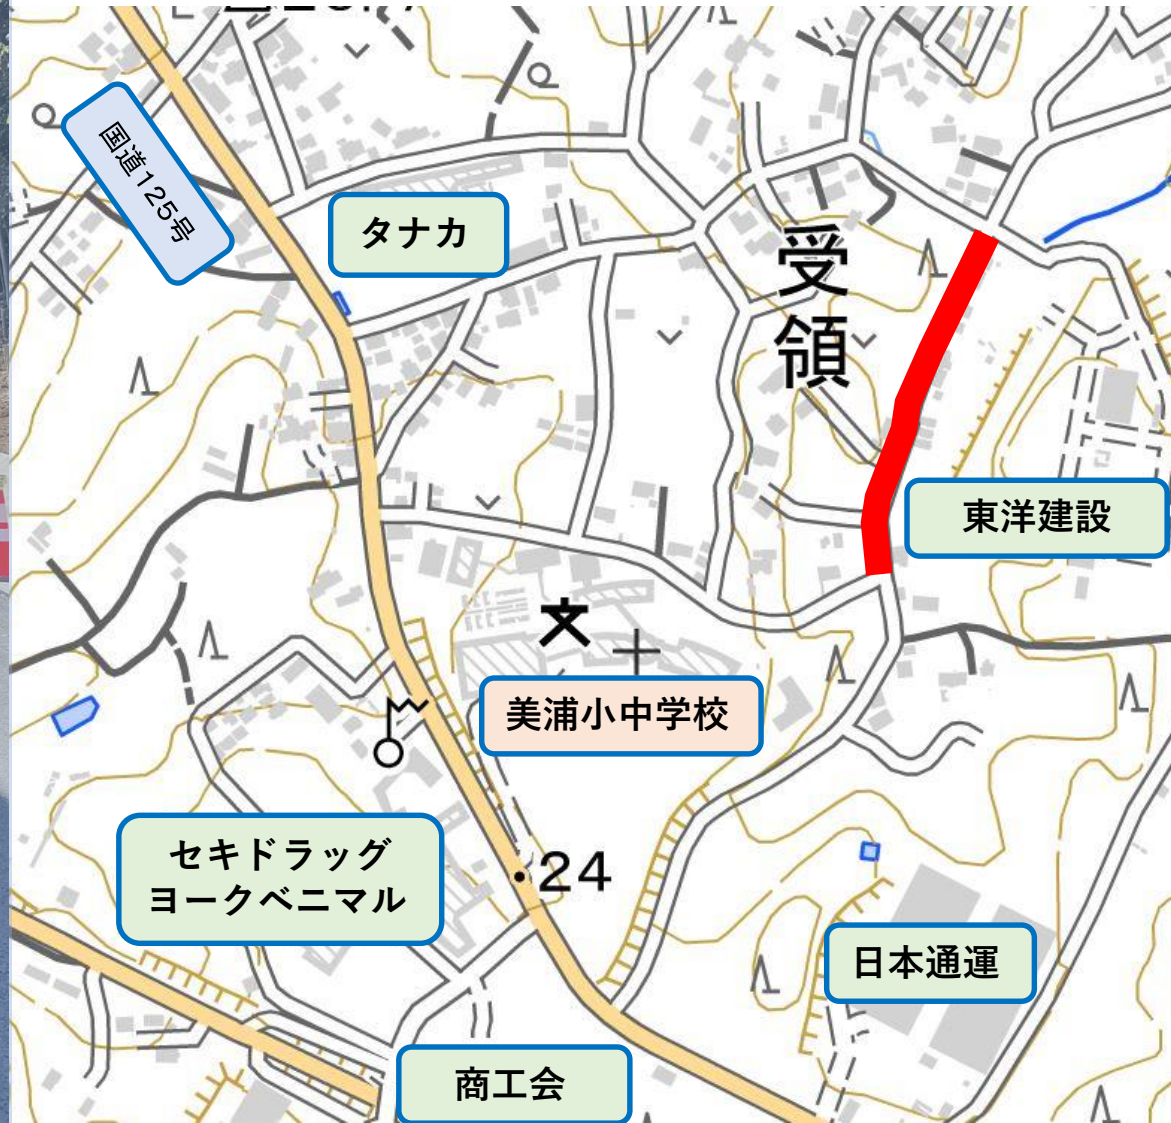 国道125号
タナカ
受領
東洋建設
美浦小中学校
セキドラッグ
ヨークベニマル
24
日本通運
商工会